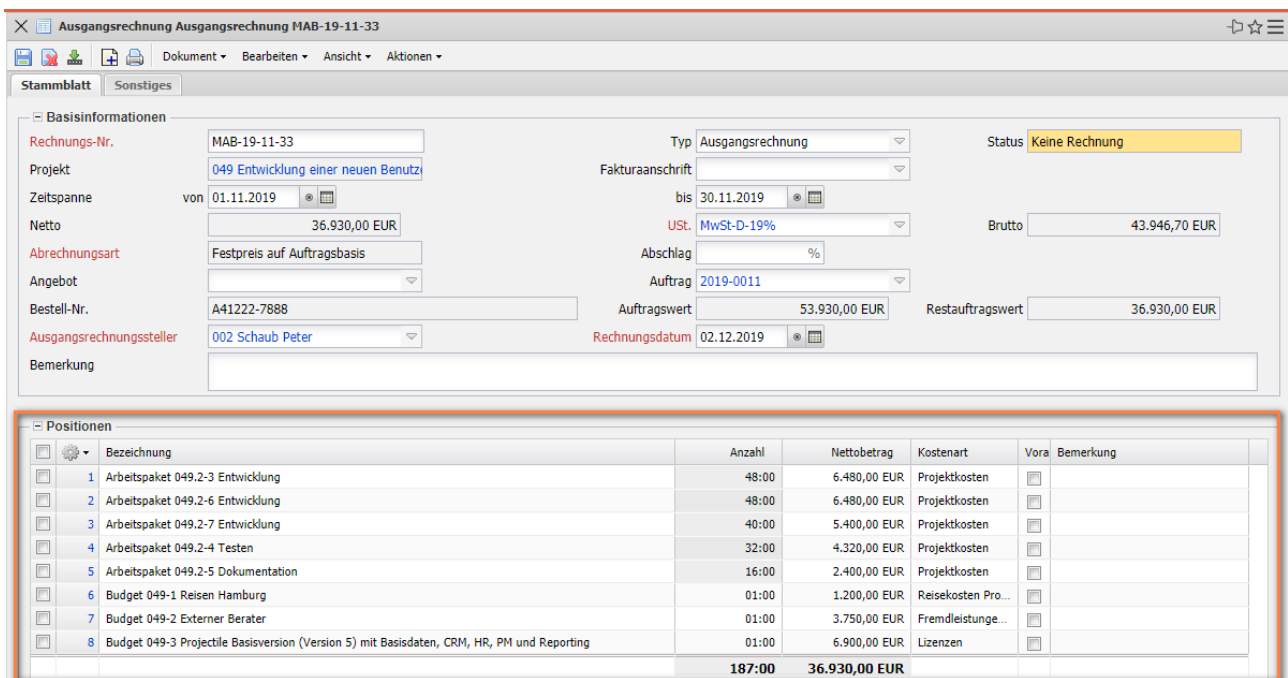 Ausgangsrechnung Ausgangsrechnung MAB-19-11-33
Dokument Bearbeiten Ansicht Aktionen
Stammblatt Sonstiges
Basisinformationen
Rechnungs-Nr. MAB-19-11-33 Typ Ausgangsrechnung Status Keine Rechnung
Projekt 049 Entwicklung einer neuen Benutze Fakturaanschrift
Zeitspanne von 01.11.2019 bis 30.11.2019
Netto 36.930,00 EUR USt. MwSt-D-19% Brutto 43.946,70 EUR
Abrechnungsart Festpreis auf Auftragsbasis Abschlag %
Angebot Auftrag 2019-0011
Bestell-Nr. A41222-7888 Auftragswert 53.930,00 EUR Restauftragswert 36.930,00 EUR
Ausgangsrechnungssteller 002 Schaub Peter Rechnungsdatum 02.12.2019
Bemerkung
Positionen
Bezeichnung Anzahl Nettobetrag Kostenart Vora Bemerkung
1 Arbeitspaket 049.2-3 Entwicklung 48:00 6.480,00 EUR Projektkosten
2 Arbeitspaket 049.2-6 Entwicklung 48:00 6.480,00 EUR Projektkosten
3 Arbeitspaket 049.2-7 Entwicklung 40:00 5.400,00 EUR Projektkosten
4 Arbeitspaket 049.2-4 Testen 32:00 4.320,00 EUR Projektkosten
5 Arbeitspaket 049.2-5 Dokumentation 16:00 2.400,00 EUR Projektkosten
6 Budget 049-1 Reisen Hamburg 01:00 1.200,00 EUR Reisekosten Pro...
7 Budget 049-2 Externer Berater 01:00 3.750,00 EUR Fremdleistunge...
8 Budget 049-3 Projectile Basisversion (Version 5) mit Basisdaten, CRM, HR, PM und Reporting 01:00 6.900,00 EUR Lizenzen
187:00 36.930,00 EUR